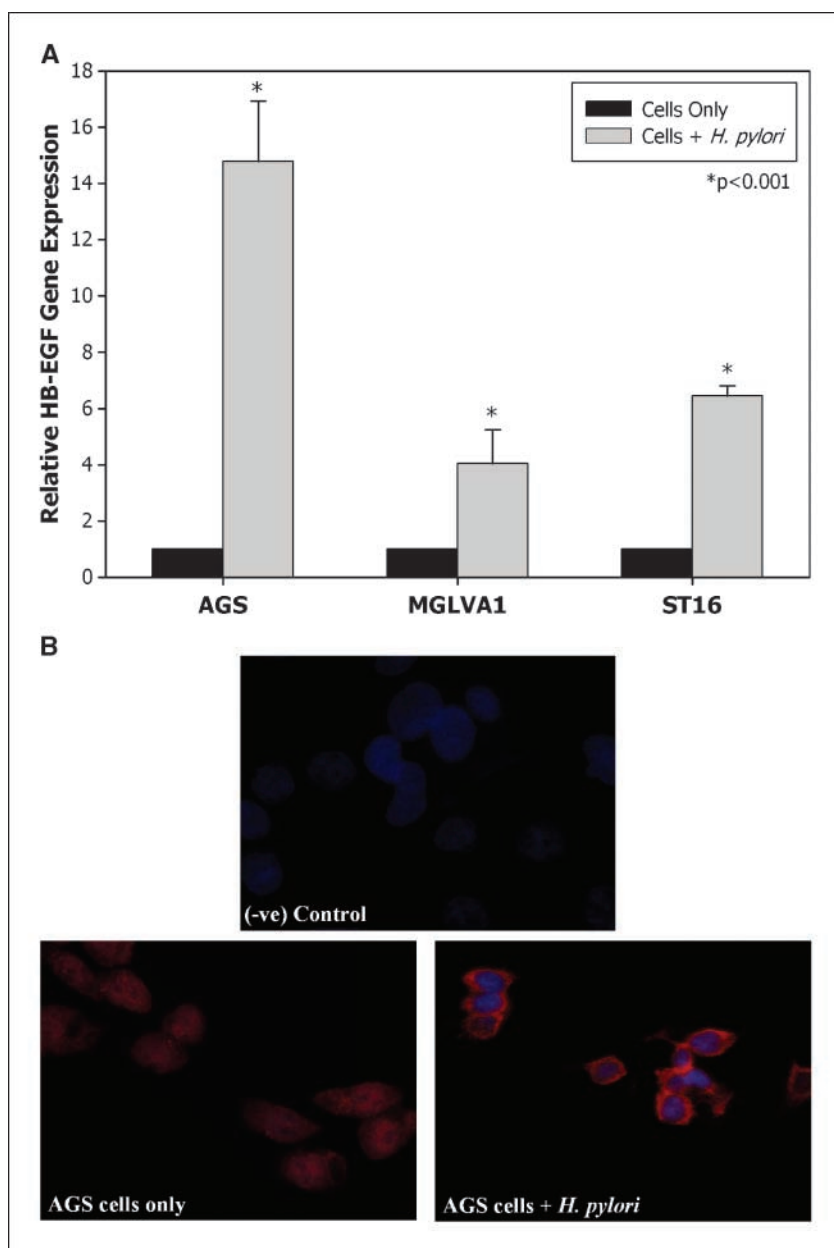 A
Relative HB-EGF Gene Expression
18
16
14
12
10
8
6
4
2
0
*
*
*
Cells Only
Cells + H. pylori
*p<0.001
AGS
MGLVA1
ST16
B
(-ve) Control
AGS cells only
AGS cells + H. pylori